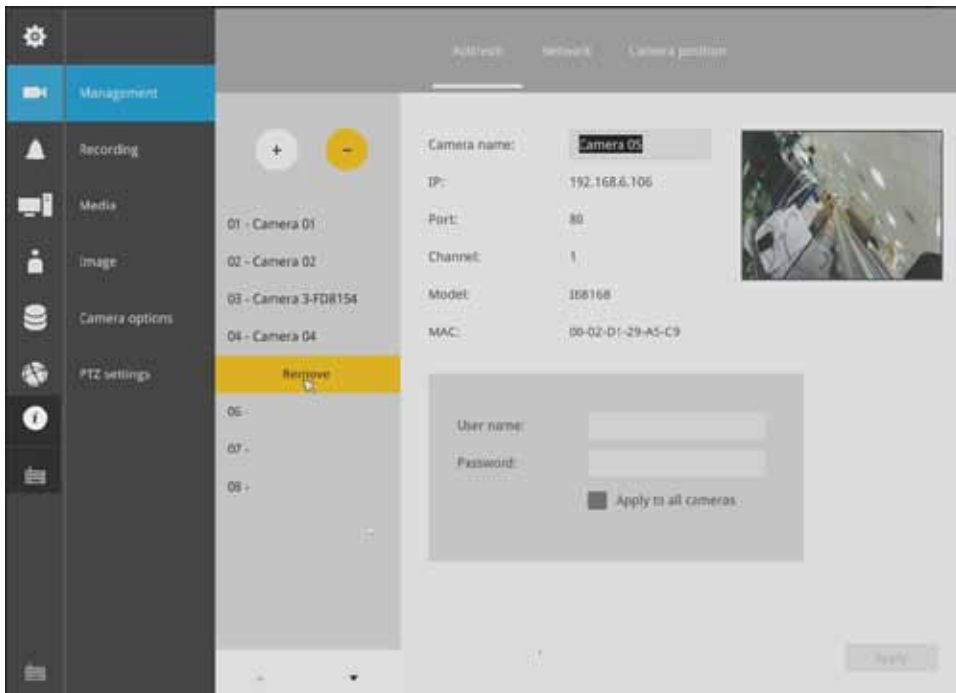 Address Network Camera position
Management
Recording
Media
Image
Camera options
PTZ settings
+ -
01 - Camera 01
02 - Camera 02
03 - Camera 3-FD8154
04 - Camera 04
Remove
06 -
07 -
08 -
Camera name: Camera 05
IP: 192.168.6.106
Port: 80
Channel: 1
Model:
MAC: 00-02-D1-29-A5-C9
User name:
Password:
Apply to all cameras
Apply